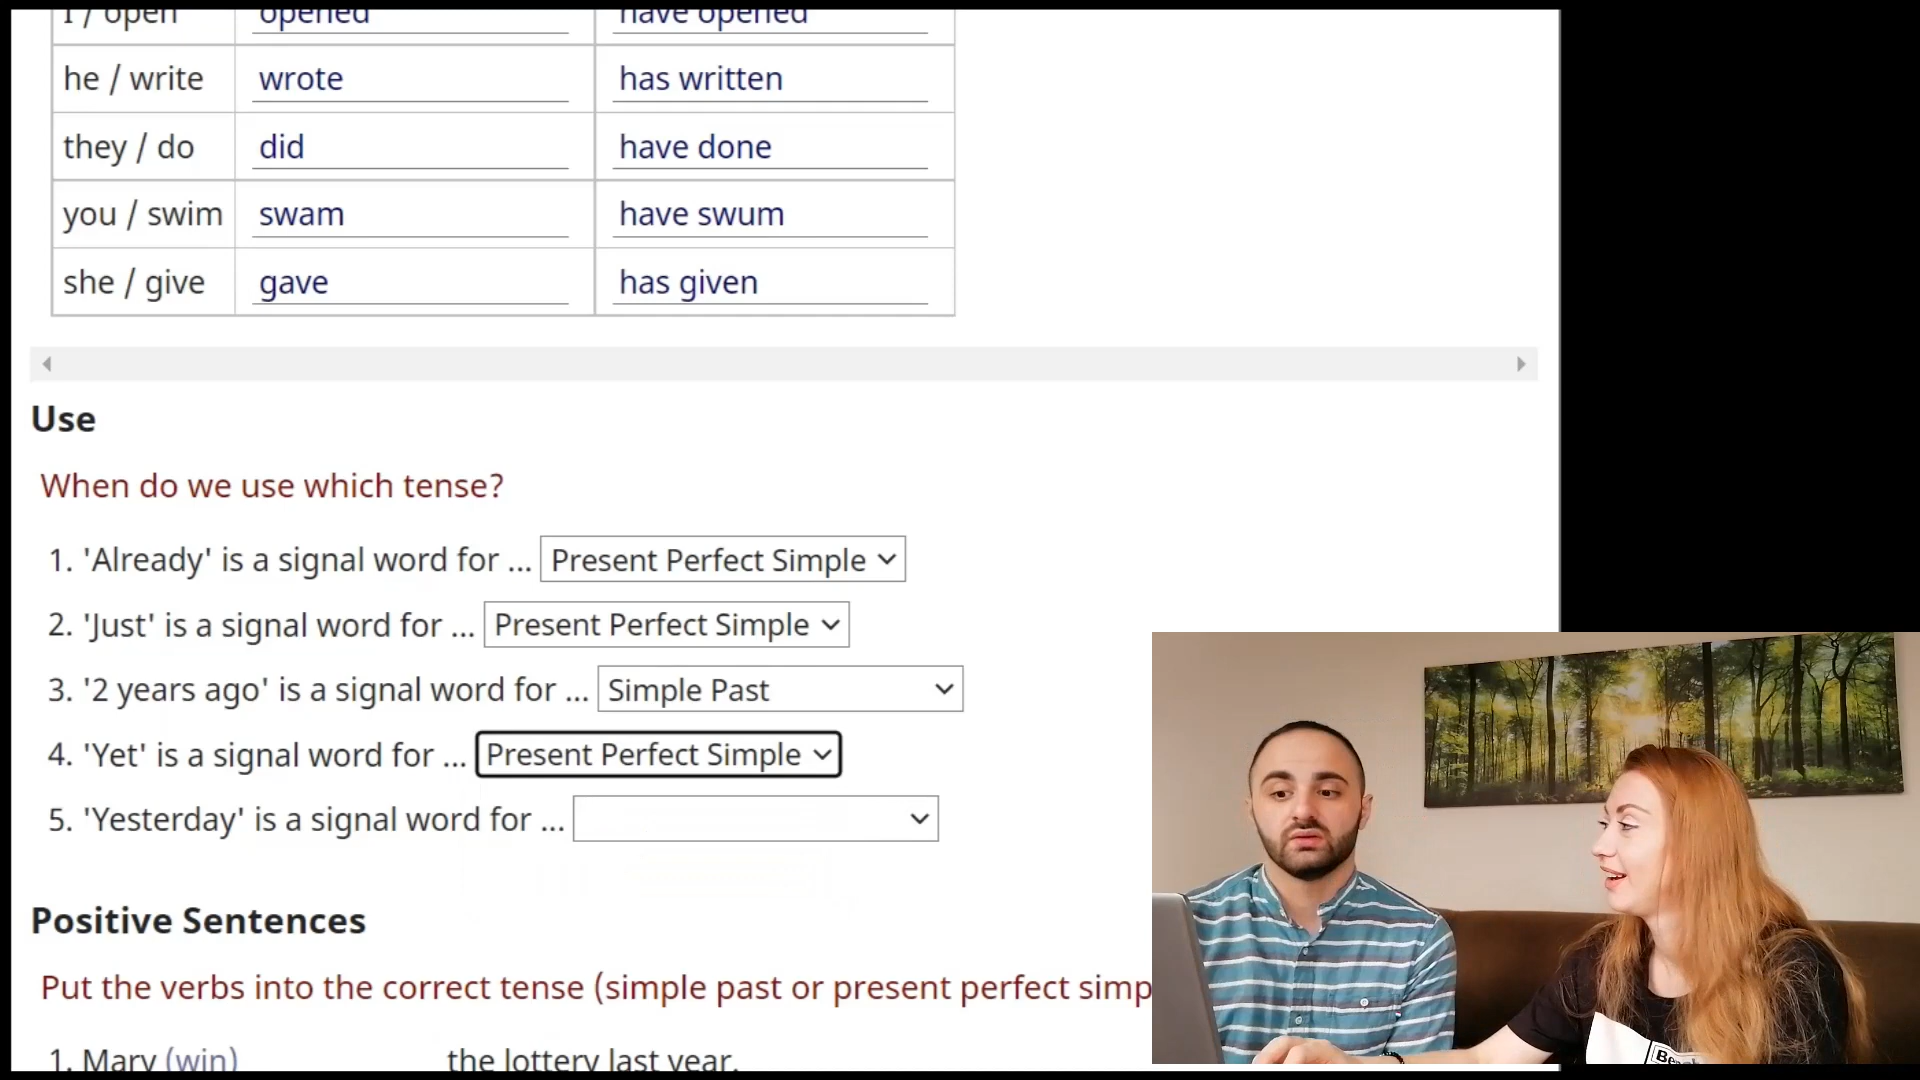 I / open opened have opened
he / write wrote has written
they / do did have done
you / swim swam have swum
she / give gave has given
Use
When do we use which tense?
1. 'Already' is a signal word for ... Present Perfect Simple
2. 'Just' is a signal word for ... Present Perfect Simple
3. '2 years ago' is a signal word for ... Simple Past
4. 'Yet' is a signal word for ... Present Perfect Simple
5. 'Yesterday' is a signal word for ...
Positive Sentences
Put the verbs into the correct tense (simple past or present perfect simp
1. Mary (win) the lottery last year.